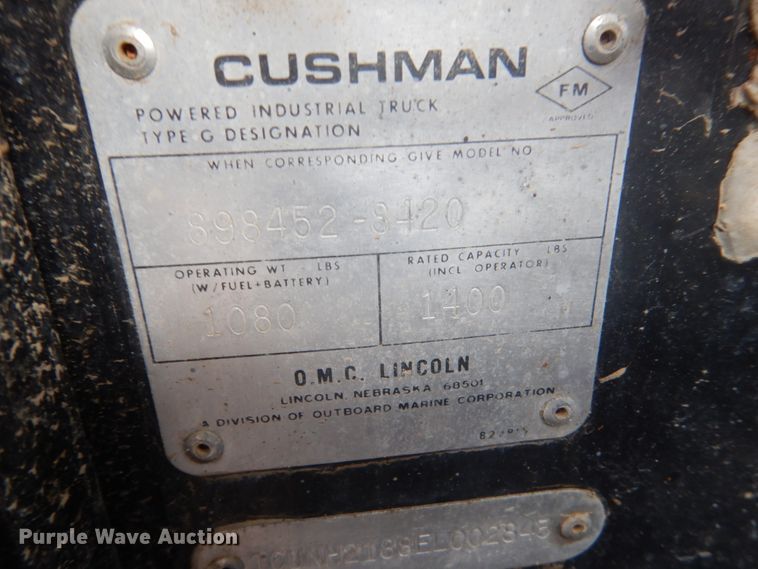 CUSHMAN
FM
APPROVED
POWERED INDUSTRIAL TRUCK
TYPE G DESIGNATION
WHEN CORRESPONDING GIVE MODEL NO
898452-8420
OPERATING WT LBS
(W/FUEL+BATTERY)
1080
RATED CAPACITY LBS
(INCL OPERATOR)
1400
O.M.C. LINCOLN
LINCOLN, NEBRASKA 68501
A DIVISION OF OUTBOARD MARINE CORPORATION
Purple Wave Auction